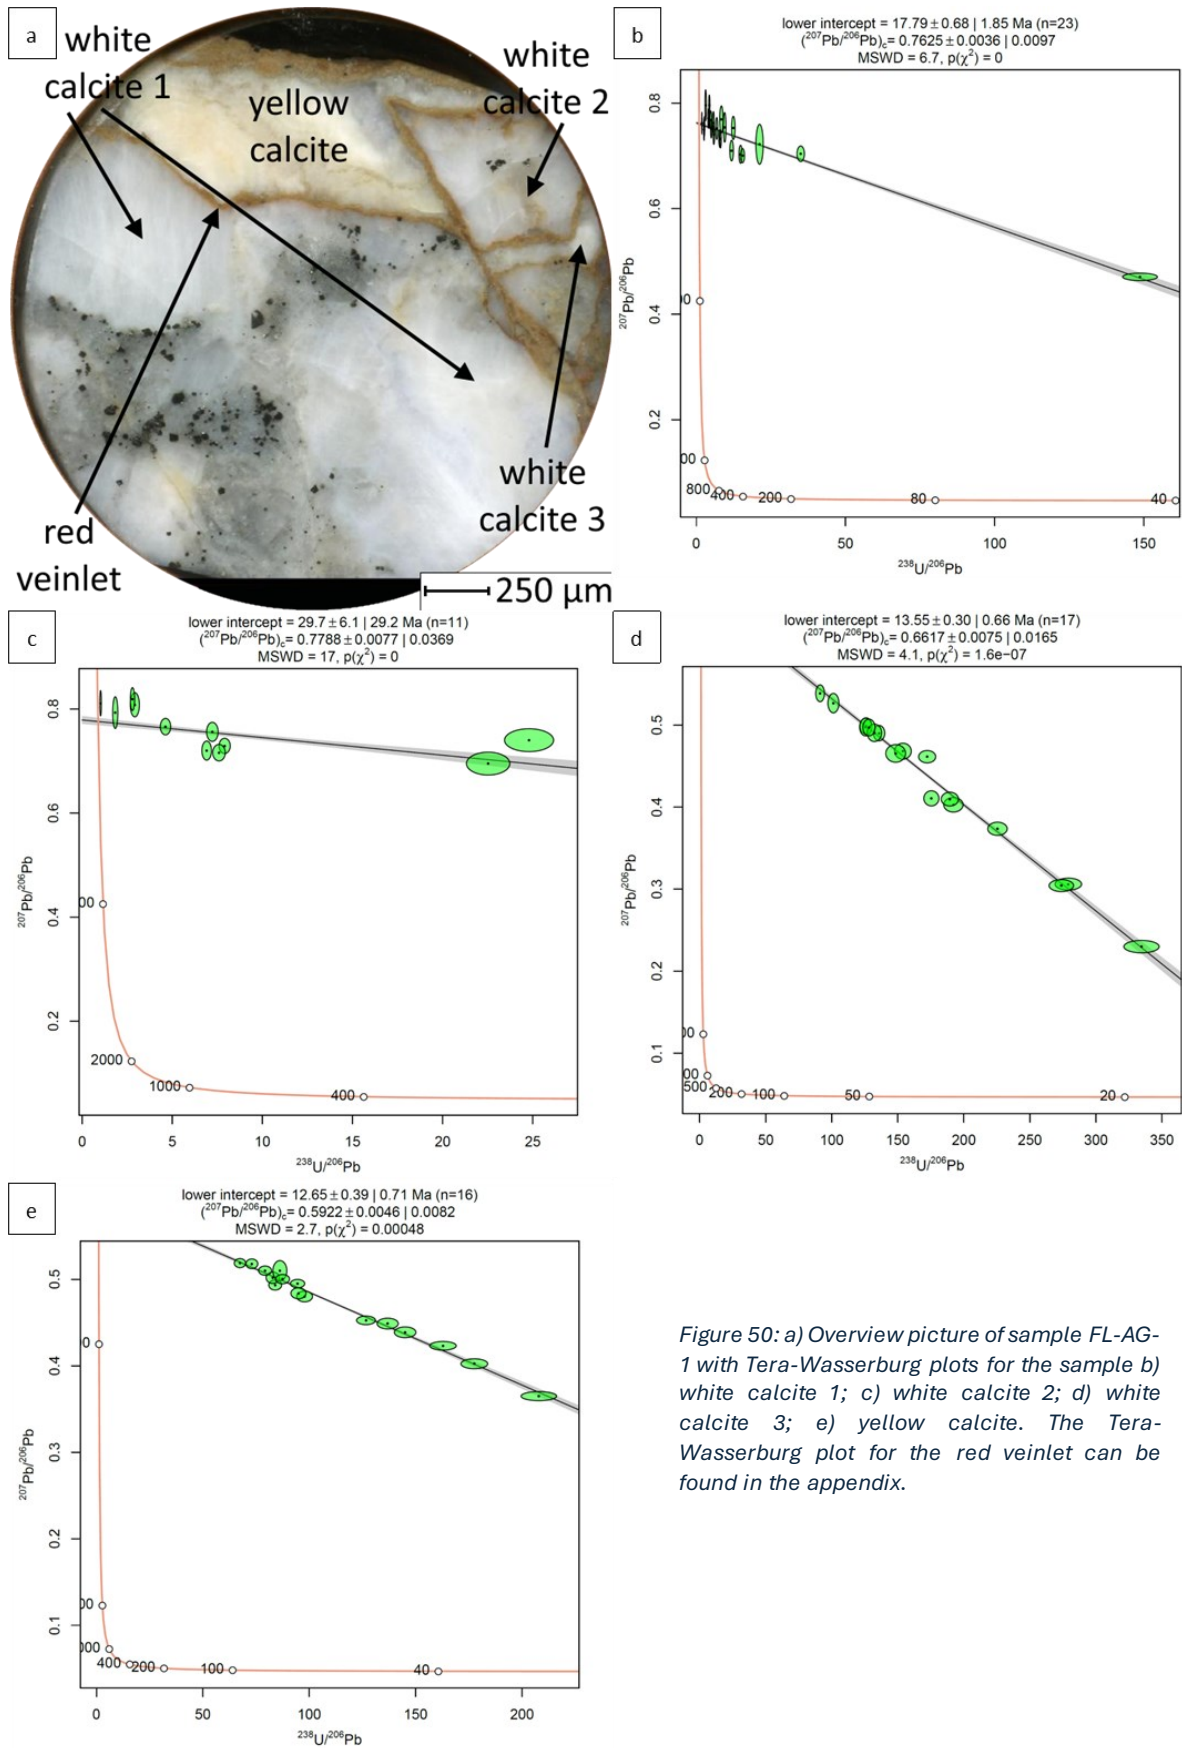 a
white
calcite 1
yellow
calcite
white
calcite 2
white
calcite 3
red
veinlet
250 µm
b
lower intercept = 17.79 ± 0.68 | 1.85 Ma (n=23)
(²⁰⁷Pb/²⁰⁶Pb)c= 0.7625 ± 0.0036 | 0.0097
MSWD = 6.7, p(χ²) = 0
0.8
0.6
0.4
0.2
²⁰⁷Pb/²⁰⁶Pb
00
00
800
400
200
80
40
0 50 100 150
²³⁸U/²⁰⁶Pb
c
lower intercept = 29.7 ± 6.1 | 29.2 Ma (n=11)
(²⁰⁷Pb/²⁰⁶Pb)c= 0.7788 ± 0.0077 | 0.0369
MSWD = 17, p(χ²) = 0
0.8
0.6
0.4
0.2
²⁰⁷Pb/²⁰⁶Pb
00
2000
1000
400
0 5 10 15 20 25
²³⁸U/²⁰⁶Pb
d
lower intercept = 13.55 ± 0.30 | 0.66 Ma (n=17)
(²⁰⁷Pb/²⁰⁶Pb)c= 0.6617 ± 0.0075 | 0.0165
MSWD = 4.1, p(χ²) = 1.6e−07
0.5
0.4
0.3
0.2
0.1
²⁰⁷Pb/²⁰⁶Pb
00
00
500
200
100
50
20
0 50 100 150 200 250 300 350
²³⁸U/²⁰⁶Pb
e
lower intercept = 12.65 ± 0.39 | 0.71 Ma (n=16)
(²⁰⁷Pb/²⁰⁶Pb)c= 0.5922 ± 0.0046 | 0.0082
MSWD = 2.7, p(χ²) = 0.00048
0.5
0.4
0.3
0.2
0.1
²⁰⁷Pb/²⁰⁶Pb
0
00
000
400
200
100
40
0 50 100 150 200
²³⁸U/²⁰⁶Pb
Figure 50: a) Overview picture of sample FL-AG-
1 with Tera-Wasserburg plots for the sample b)
white calcite 1; c) white calcite 2; d) white
calcite 3; e) yellow calcite. The Tera-
Wasserburg plot for the red veinlet can be
found in the appendix.